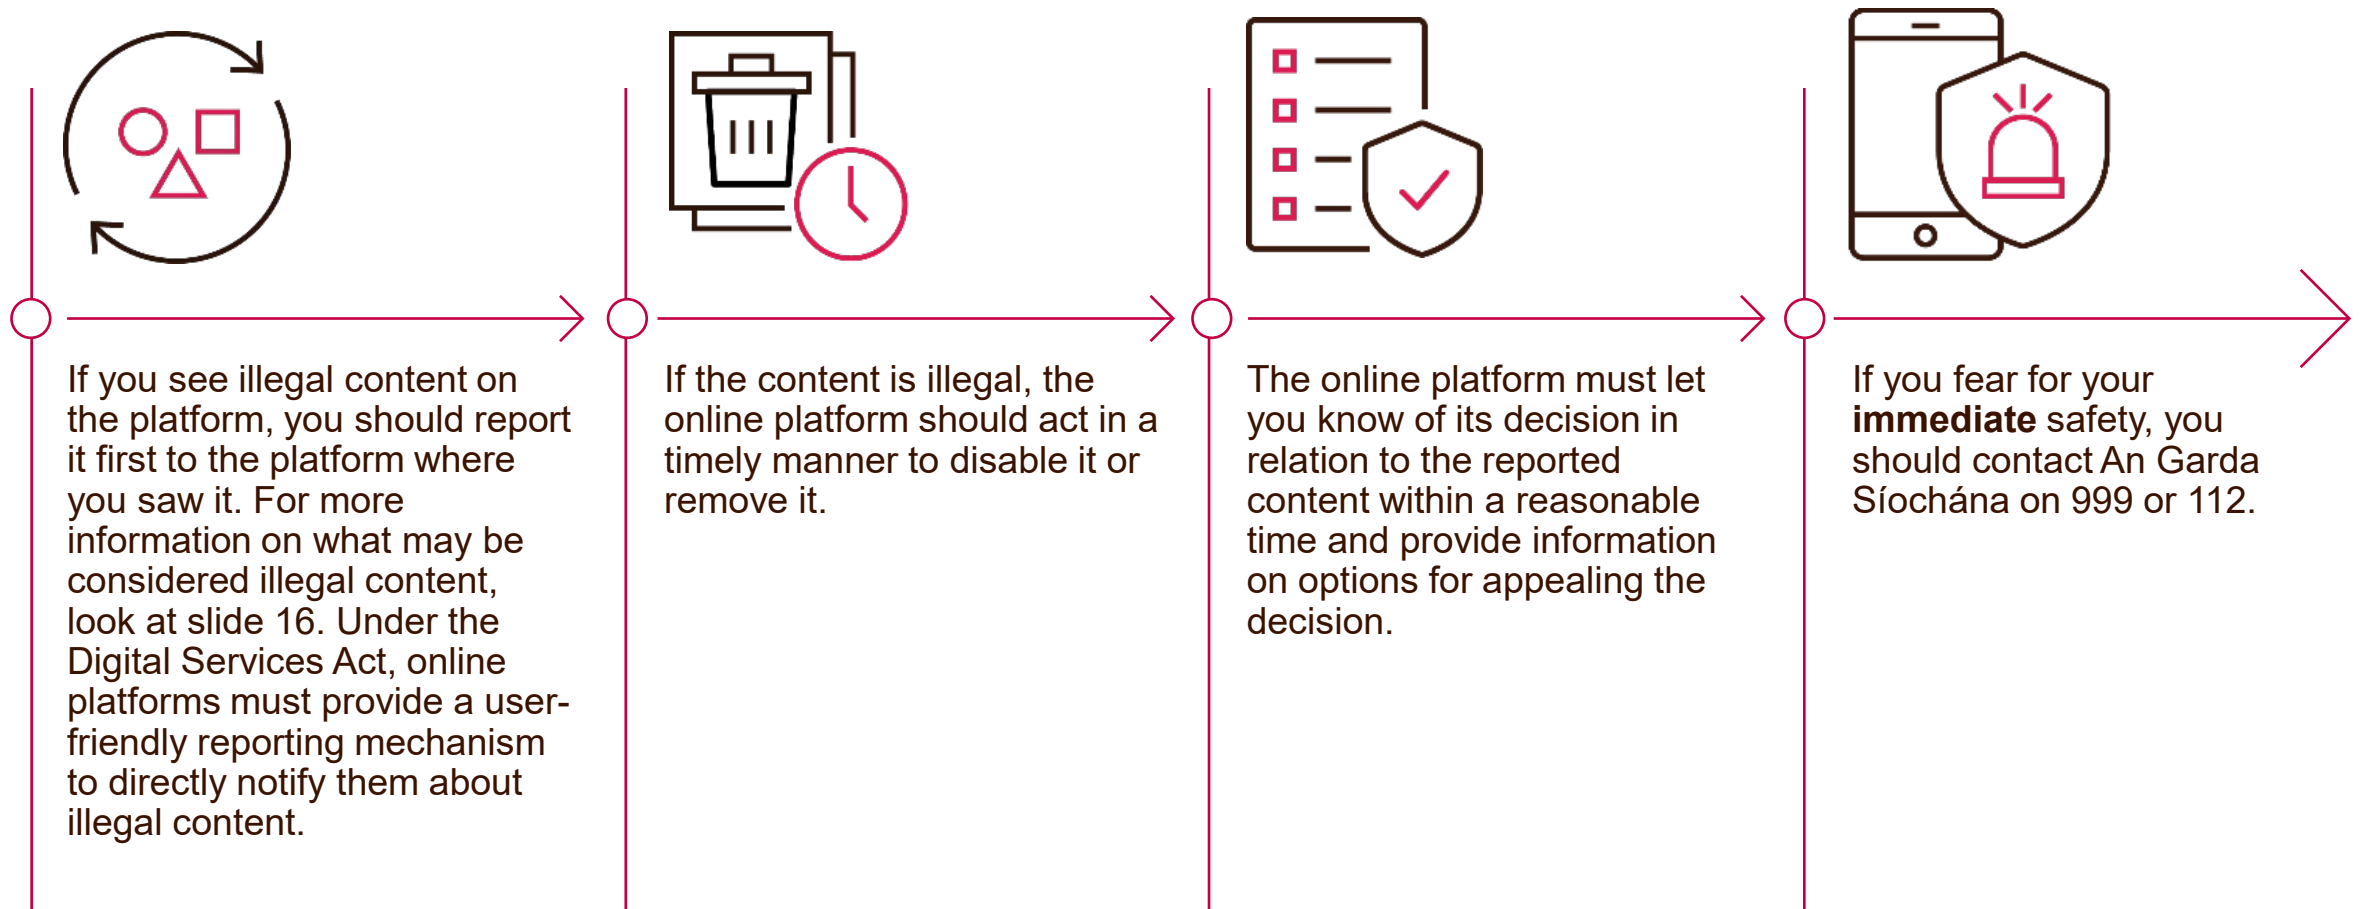 If you see illegal content on
the platform, you should report
it first to the platform where
you saw it. For more
information on what may be
considered illegal content,
look at slide 16. Under the
Digital Services Act, online
platforms must provide a user-
friendly reporting mechanism
to directly notify them about
illegal content.
If the content is illegal, the
online platform should act in a
timely manner to disable it or
remove it.
The online platform must let
you know of its decision in
relation to the reported
content within a reasonable
time and provide information
on options for appealing the
decision.
If you fear for your
immediate safety, you
should contact An Garda
Síochána on 999 or 112.